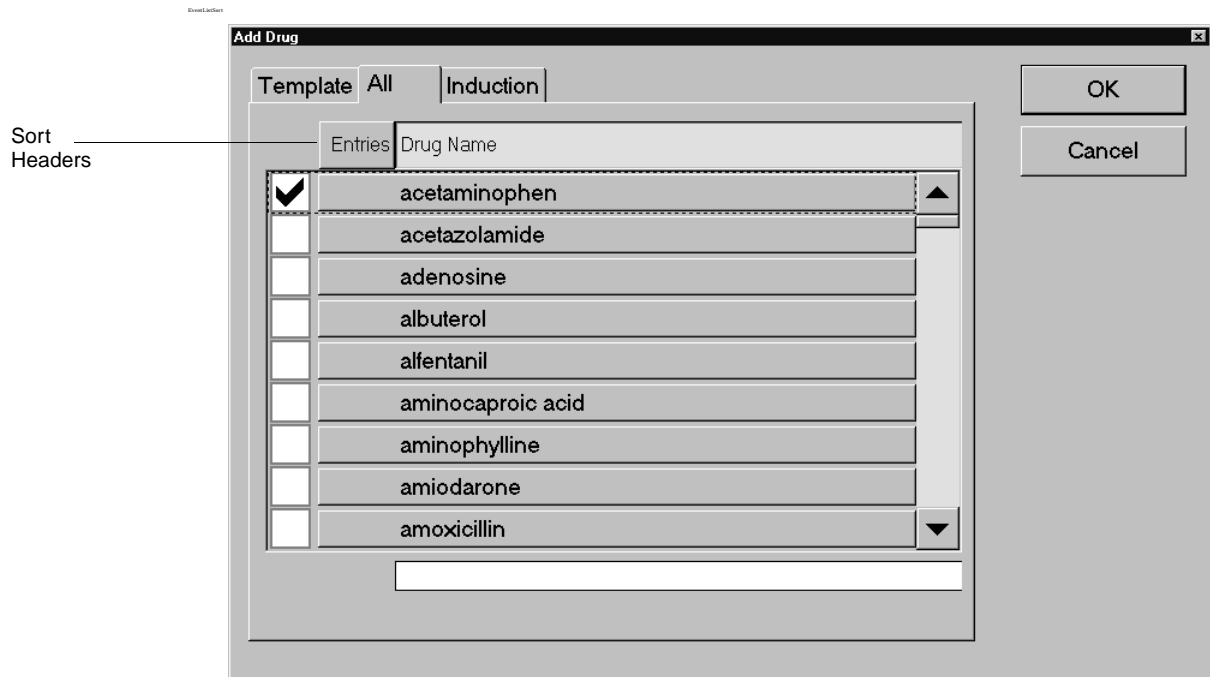 EventListSort
Add Drug
Template All Induction
OK
Sort
Headers
Entries Drug Name
Cancel
acetaminophen
acetazolamide
adenosine
albuterol
alfentanil
aminocaproic acid
aminophylline
amiodarone
amoxicillin